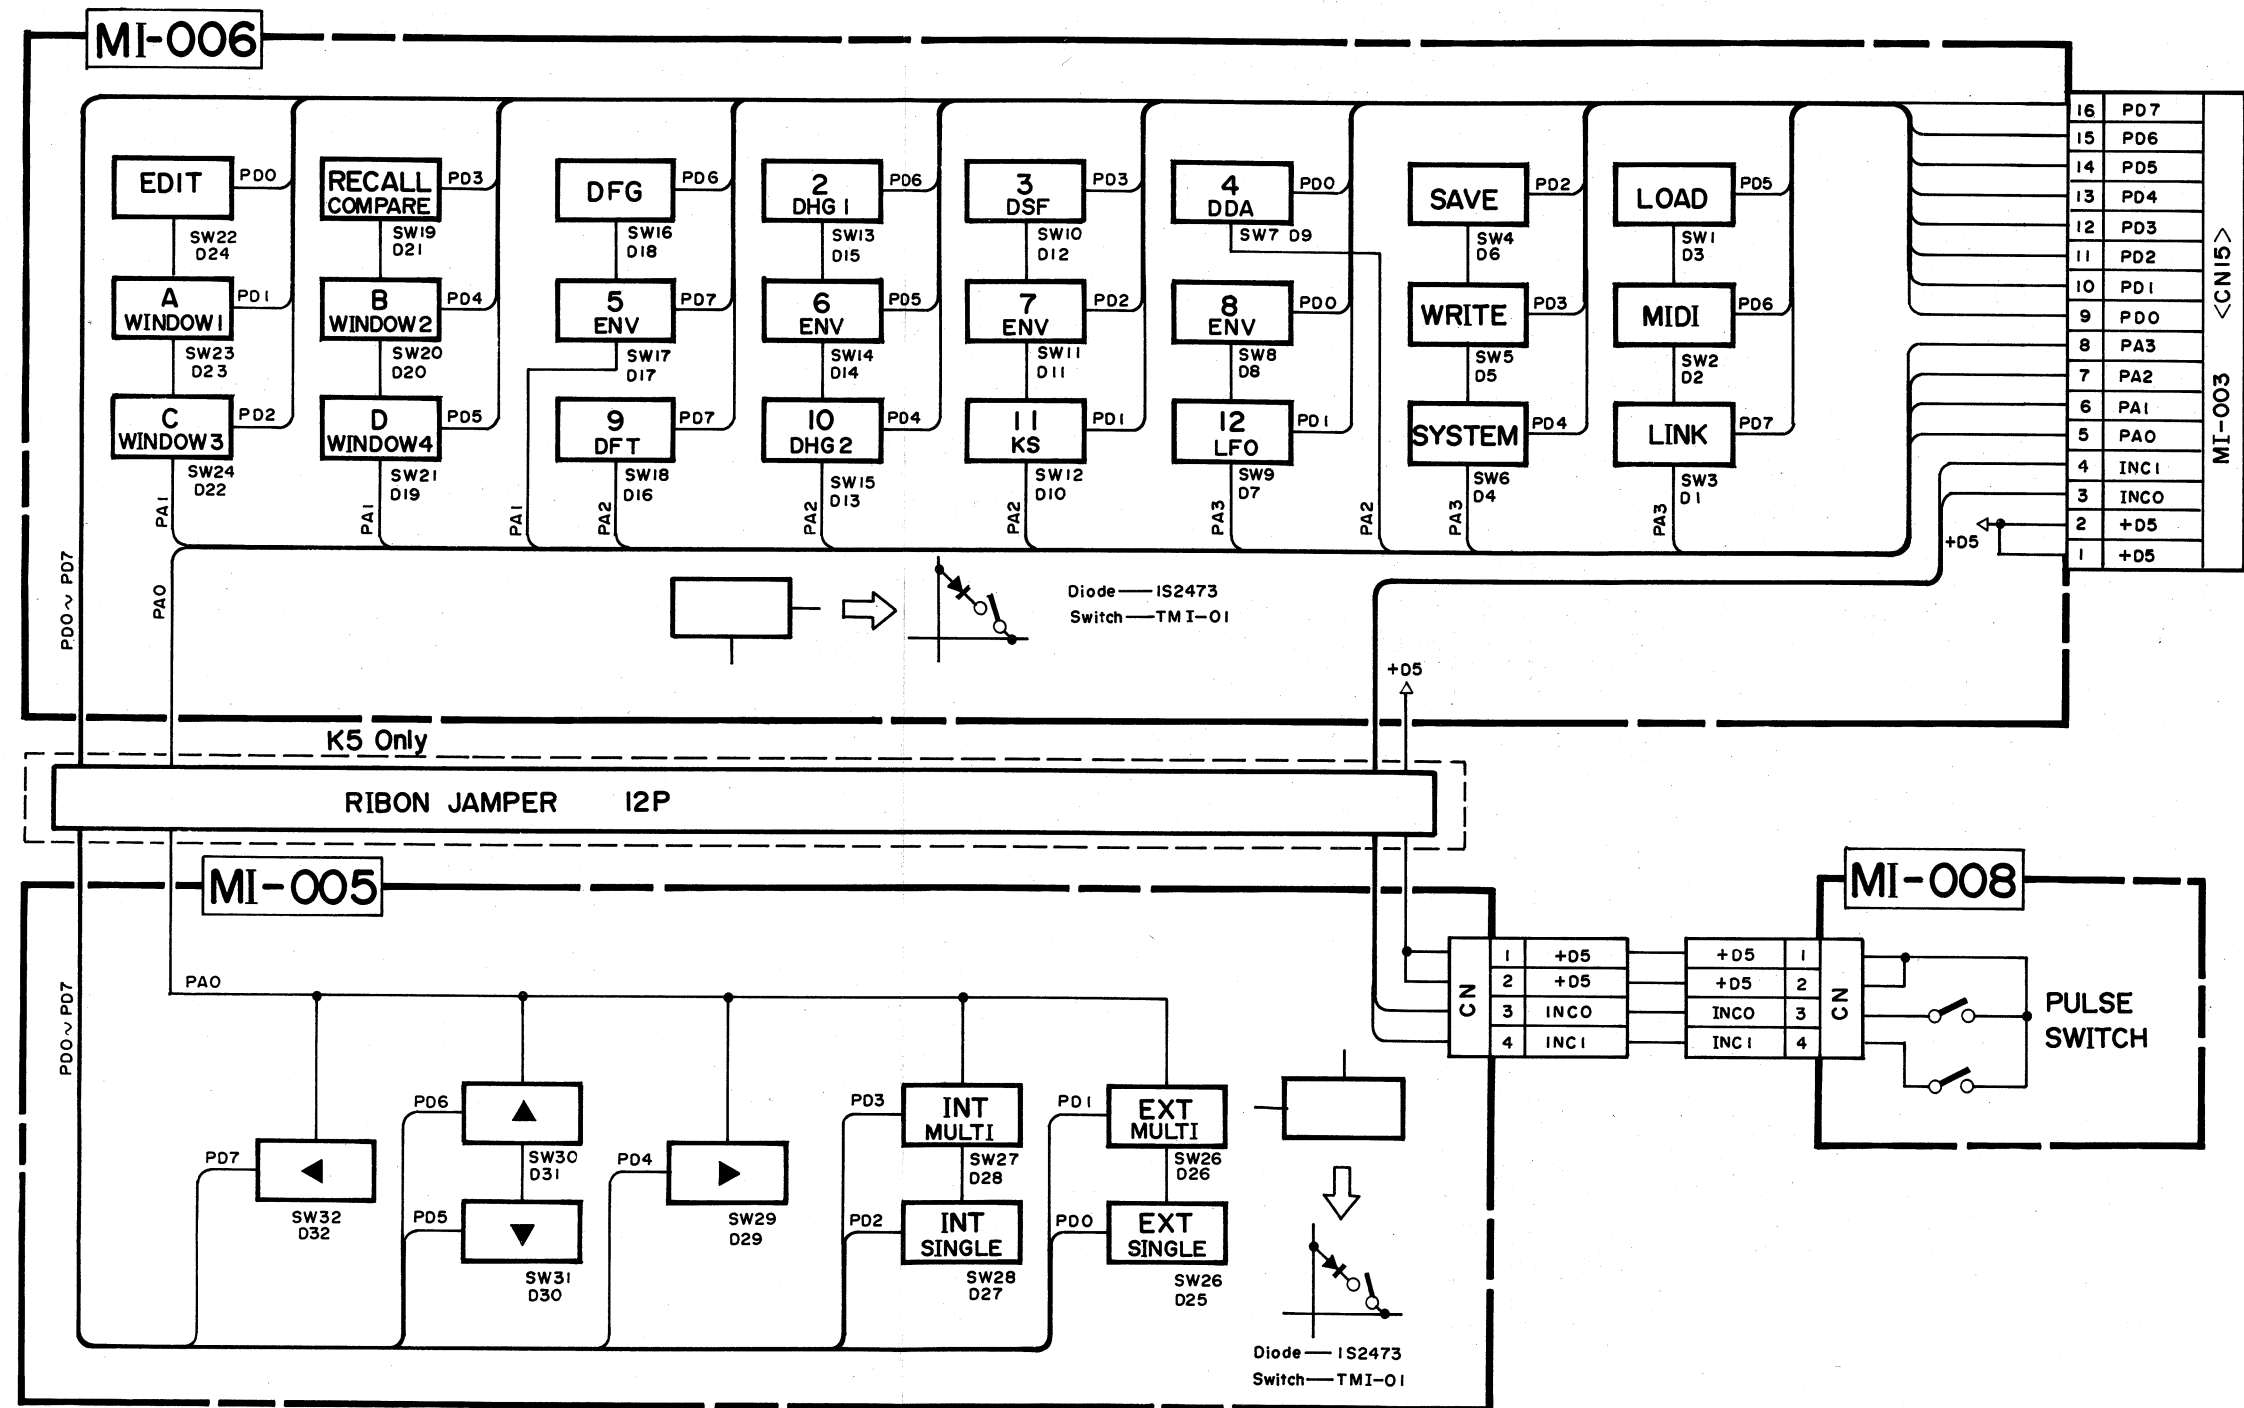 MI-006
16 PD7
15 PD6
14 PD5
13 PD4
12 PD3
11 PD2
10 PD1
9 PD0
8 PA3
7 PA2
6 PA1
5 PA0
4 INC1
3 INC0
2 +D5
1 +D5
MI-003 <CN15>
+D5
EDIT
PD0
SW22
D24
A
WINDOW1
PD1
SW23
D23
C
WINDOW3
PD2
SW24
D22
PA1
RECALL
COMPARE
PD3
SW19
D21
B
WINDOW2
PD4
SW20
D20
D
WINDOW4
PD5
SW21
D19
PA1
DFG
PD6
SW16
D18
5
ENV
PD7
SW17
D17
PA1
9
DFT
PD7
SW18
D16
PA2
2
DHG1
PD6
SW13
D15
6
ENV
PD5
SW14
D14
10
DHG2
PD4
SW15
D13
PA2
3
DSF
PD3
SW10
D12
7
ENV
PD2
SW11
D11
11
KS
PD1
SW12
D10
PA2
4
DDA
PD0
SW7 D9
8
ENV
PD0
SW8
D8
12
LFO
PD1
SW9
D7
PA3
PA2
SAVE
PD2
SW4
D6
WRITE
PD3
SW5
D5
SYSTEM
PD4
SW6
D4
PA3
LOAD
PD5
SW1
D3
MIDI
PD6
SW2
D2
LINK
PD7
SW3
D1
PA3
PD0~PD7
PA0
Diode—1S2473
Switch—TMI-01
+D5
K5 Only
RIBON JAMPER 12P
MI-005
PD0~PD7
PA0
PD7
SW32
D32
PD6
SW30
D31
PD5
SW31
D30
PD4
SW29
D29
PD3
INT
MULTI
SW27
D28
PD2
INT
SINGLE
SW28
D27
PD1
EXT
MULTI
SW26
D26
PD0
EXT
SINGLE
SW26
D25
Diode—1S2473
Switch—TMI-01
CN
1 +D5
2 +D5
3 INC0
4 INC1
MI-008
+D5 1
+D5 2
INC0 3
INC1 4
CN
PULSE
SWITCH